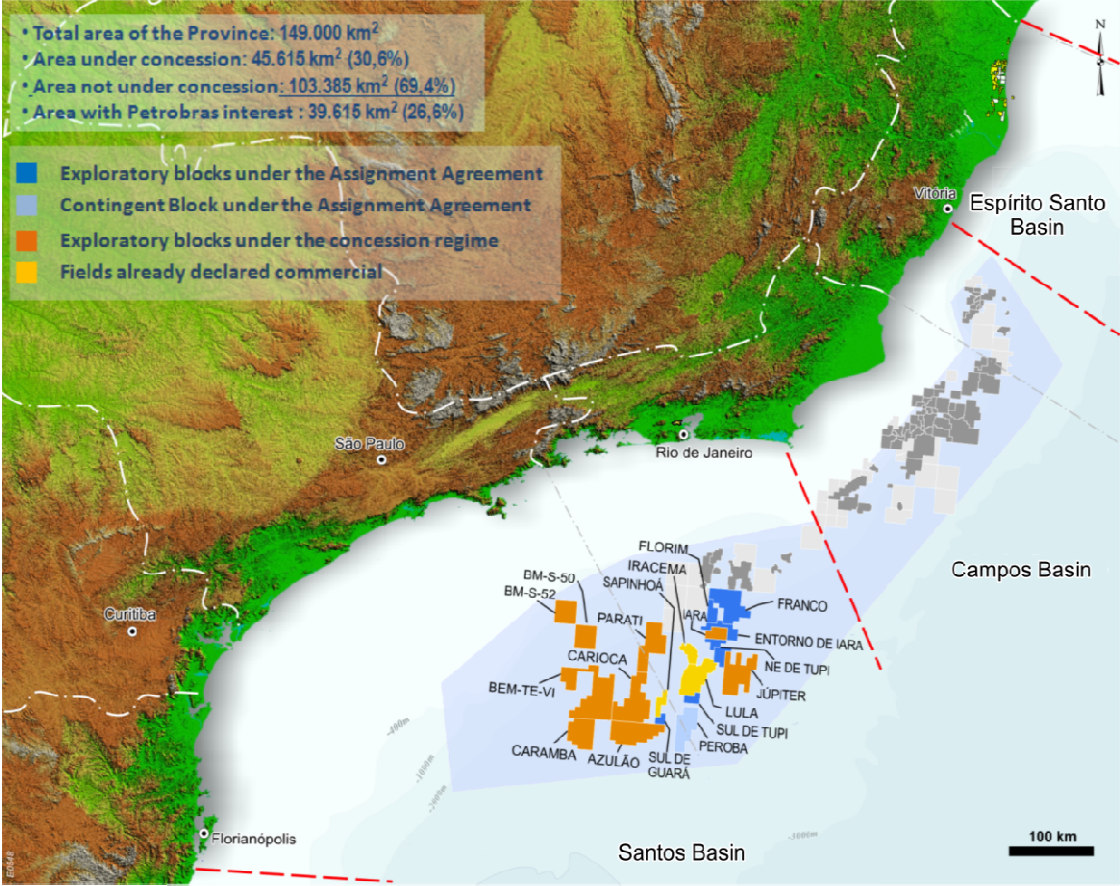 • Total area of the Province: 149.000 km²
• Area under concession: 45.615 km² (30,6%)
• Area not under concession: 103.385 km² (69,4%)
• Area with Petrobras interest : 39.615 km² (26,6%)
Exploratory blocks under the Assignment Agreement
Contingent Block under the Assignment Agreement
Exploratory blocks under the concession regime
Fields already declared commercial
N
Vitória
Espírito Santo
Basin
São Paulo
Rio de Janeiro
Campos Basin
FLORIM
IRACEMA
SAPINHOÁ
BM-S-50
BM-S-52
PARATI
IARA
FRANCO
ENTORNO DE IARA
NE DE TUPI
CARIOCA
BEM-TE-VI
JÚPITER
LULA
SUL DE TUPI
PEROBA
CARAMBA
AZULÃO
SUL DE
GUARÁ
Curitiba
-400m
-1000m
-2000m
-3000m
Florianópolis
Santos Basin
100 km